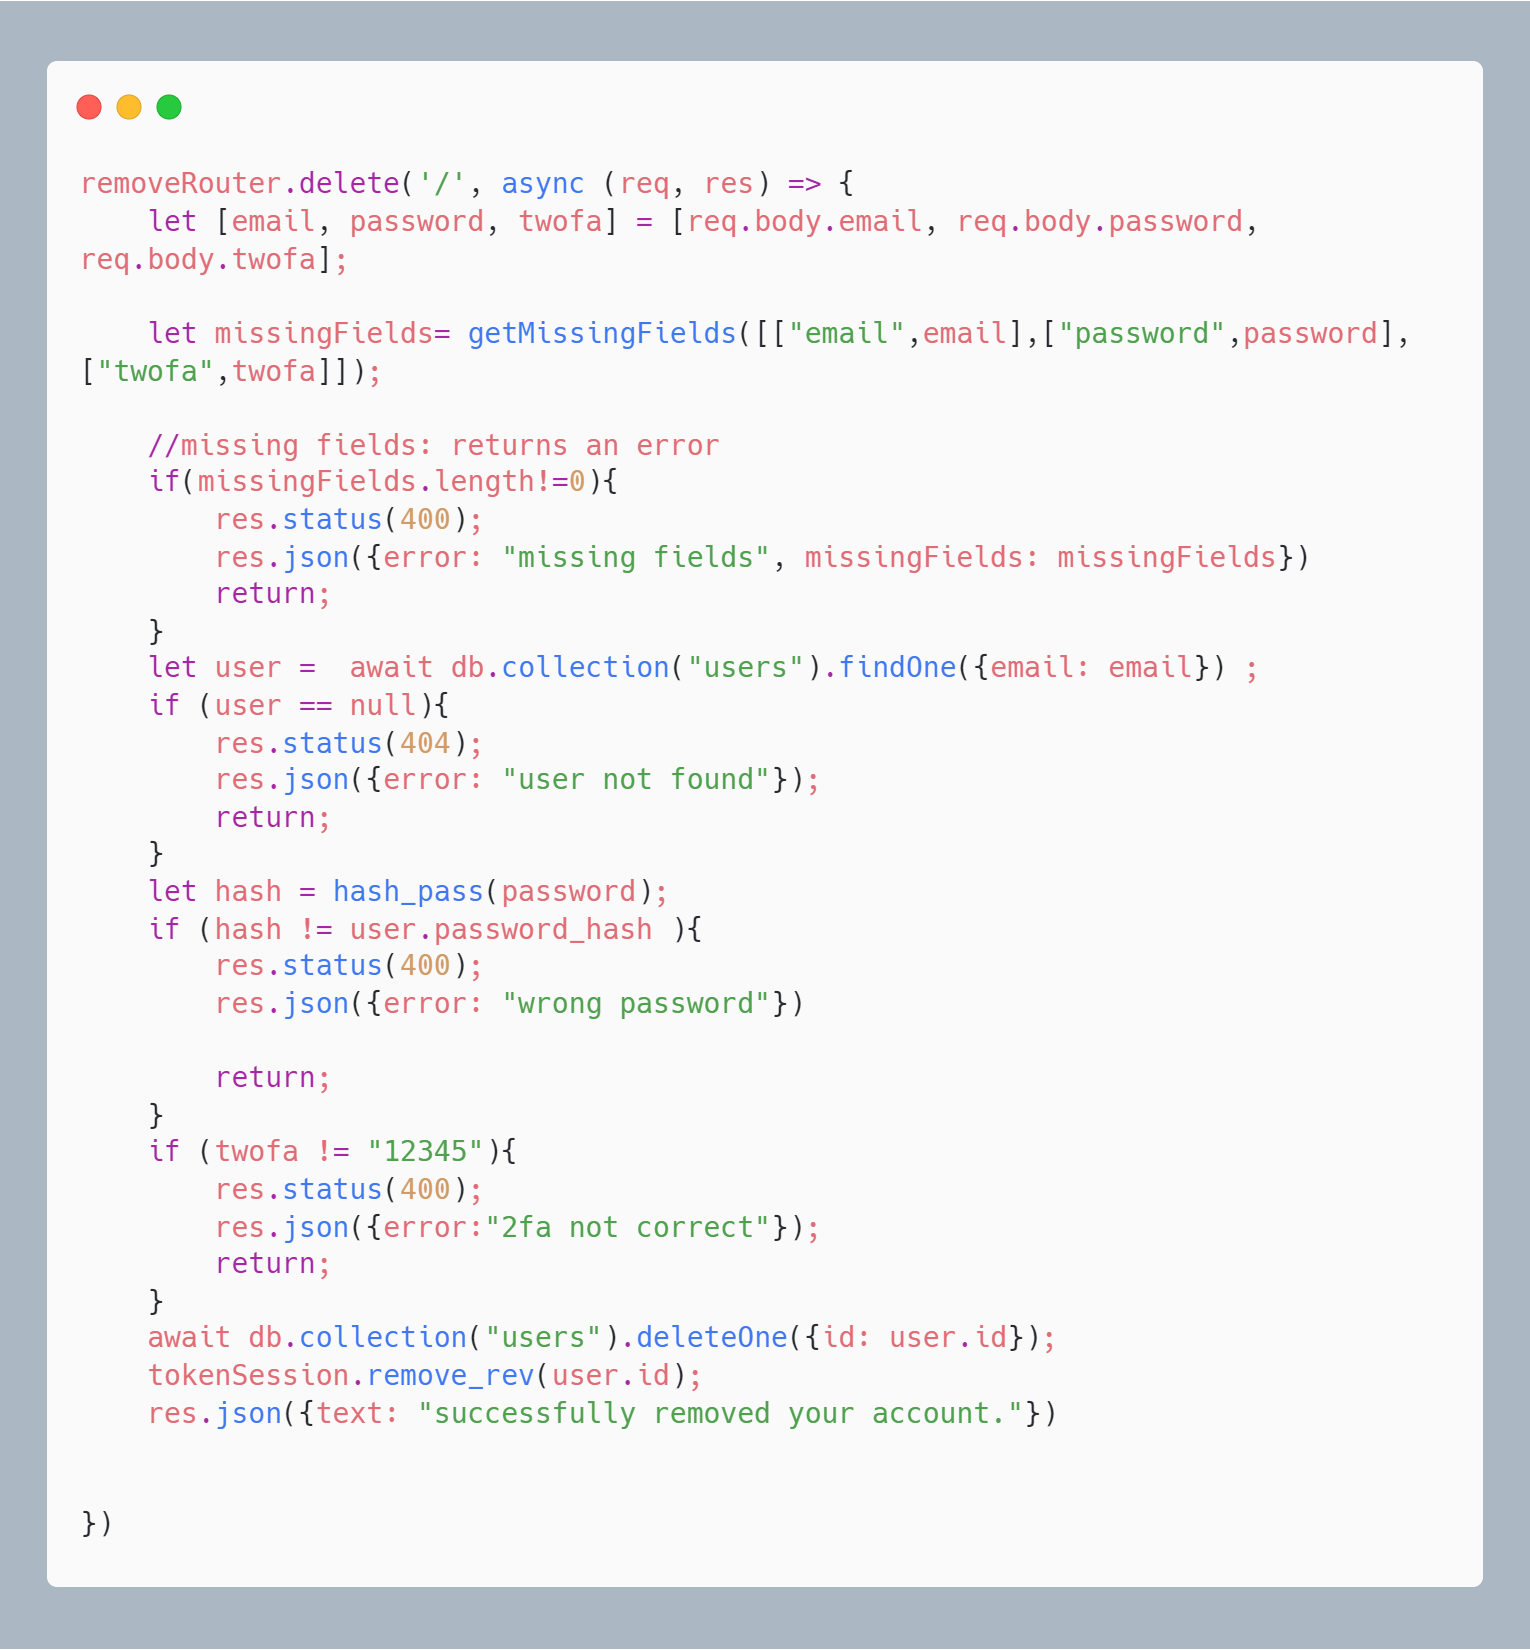 removeRouter.delete('/', async (req, res) => {
    let [email, password, twofa] = [req.body.email, req.body.password,
req.body.twofa];

    let missingFields= getMissingFields([["email",email],["password",password],
["twofa",twofa]]);

    //missing fields: returns an error
    if(missingFields.length!=0){
        res.status(400);
        res.json({error: "missing fields", missingFields: missingFields})
        return;
    }
    let user =  await db.collection("users").findOne({email: email}) ;
    if (user == null){
        res.status(404);
        res.json({error: "user not found"});
        return;
    }
    let hash = hash_pass(password);
    if (hash != user.password_hash ){
        res.status(400);
        res.json({error: "wrong password"})

        return;
    }
    if (twofa != "12345"){
        res.status(400);
        res.json({error:"2fa not correct"});
        return;
    }
    await db.collection("users").deleteOne({id: user.id});
    tokenSession.remove_rev(user.id);
    res.json({text: "successfully removed your account."})


})